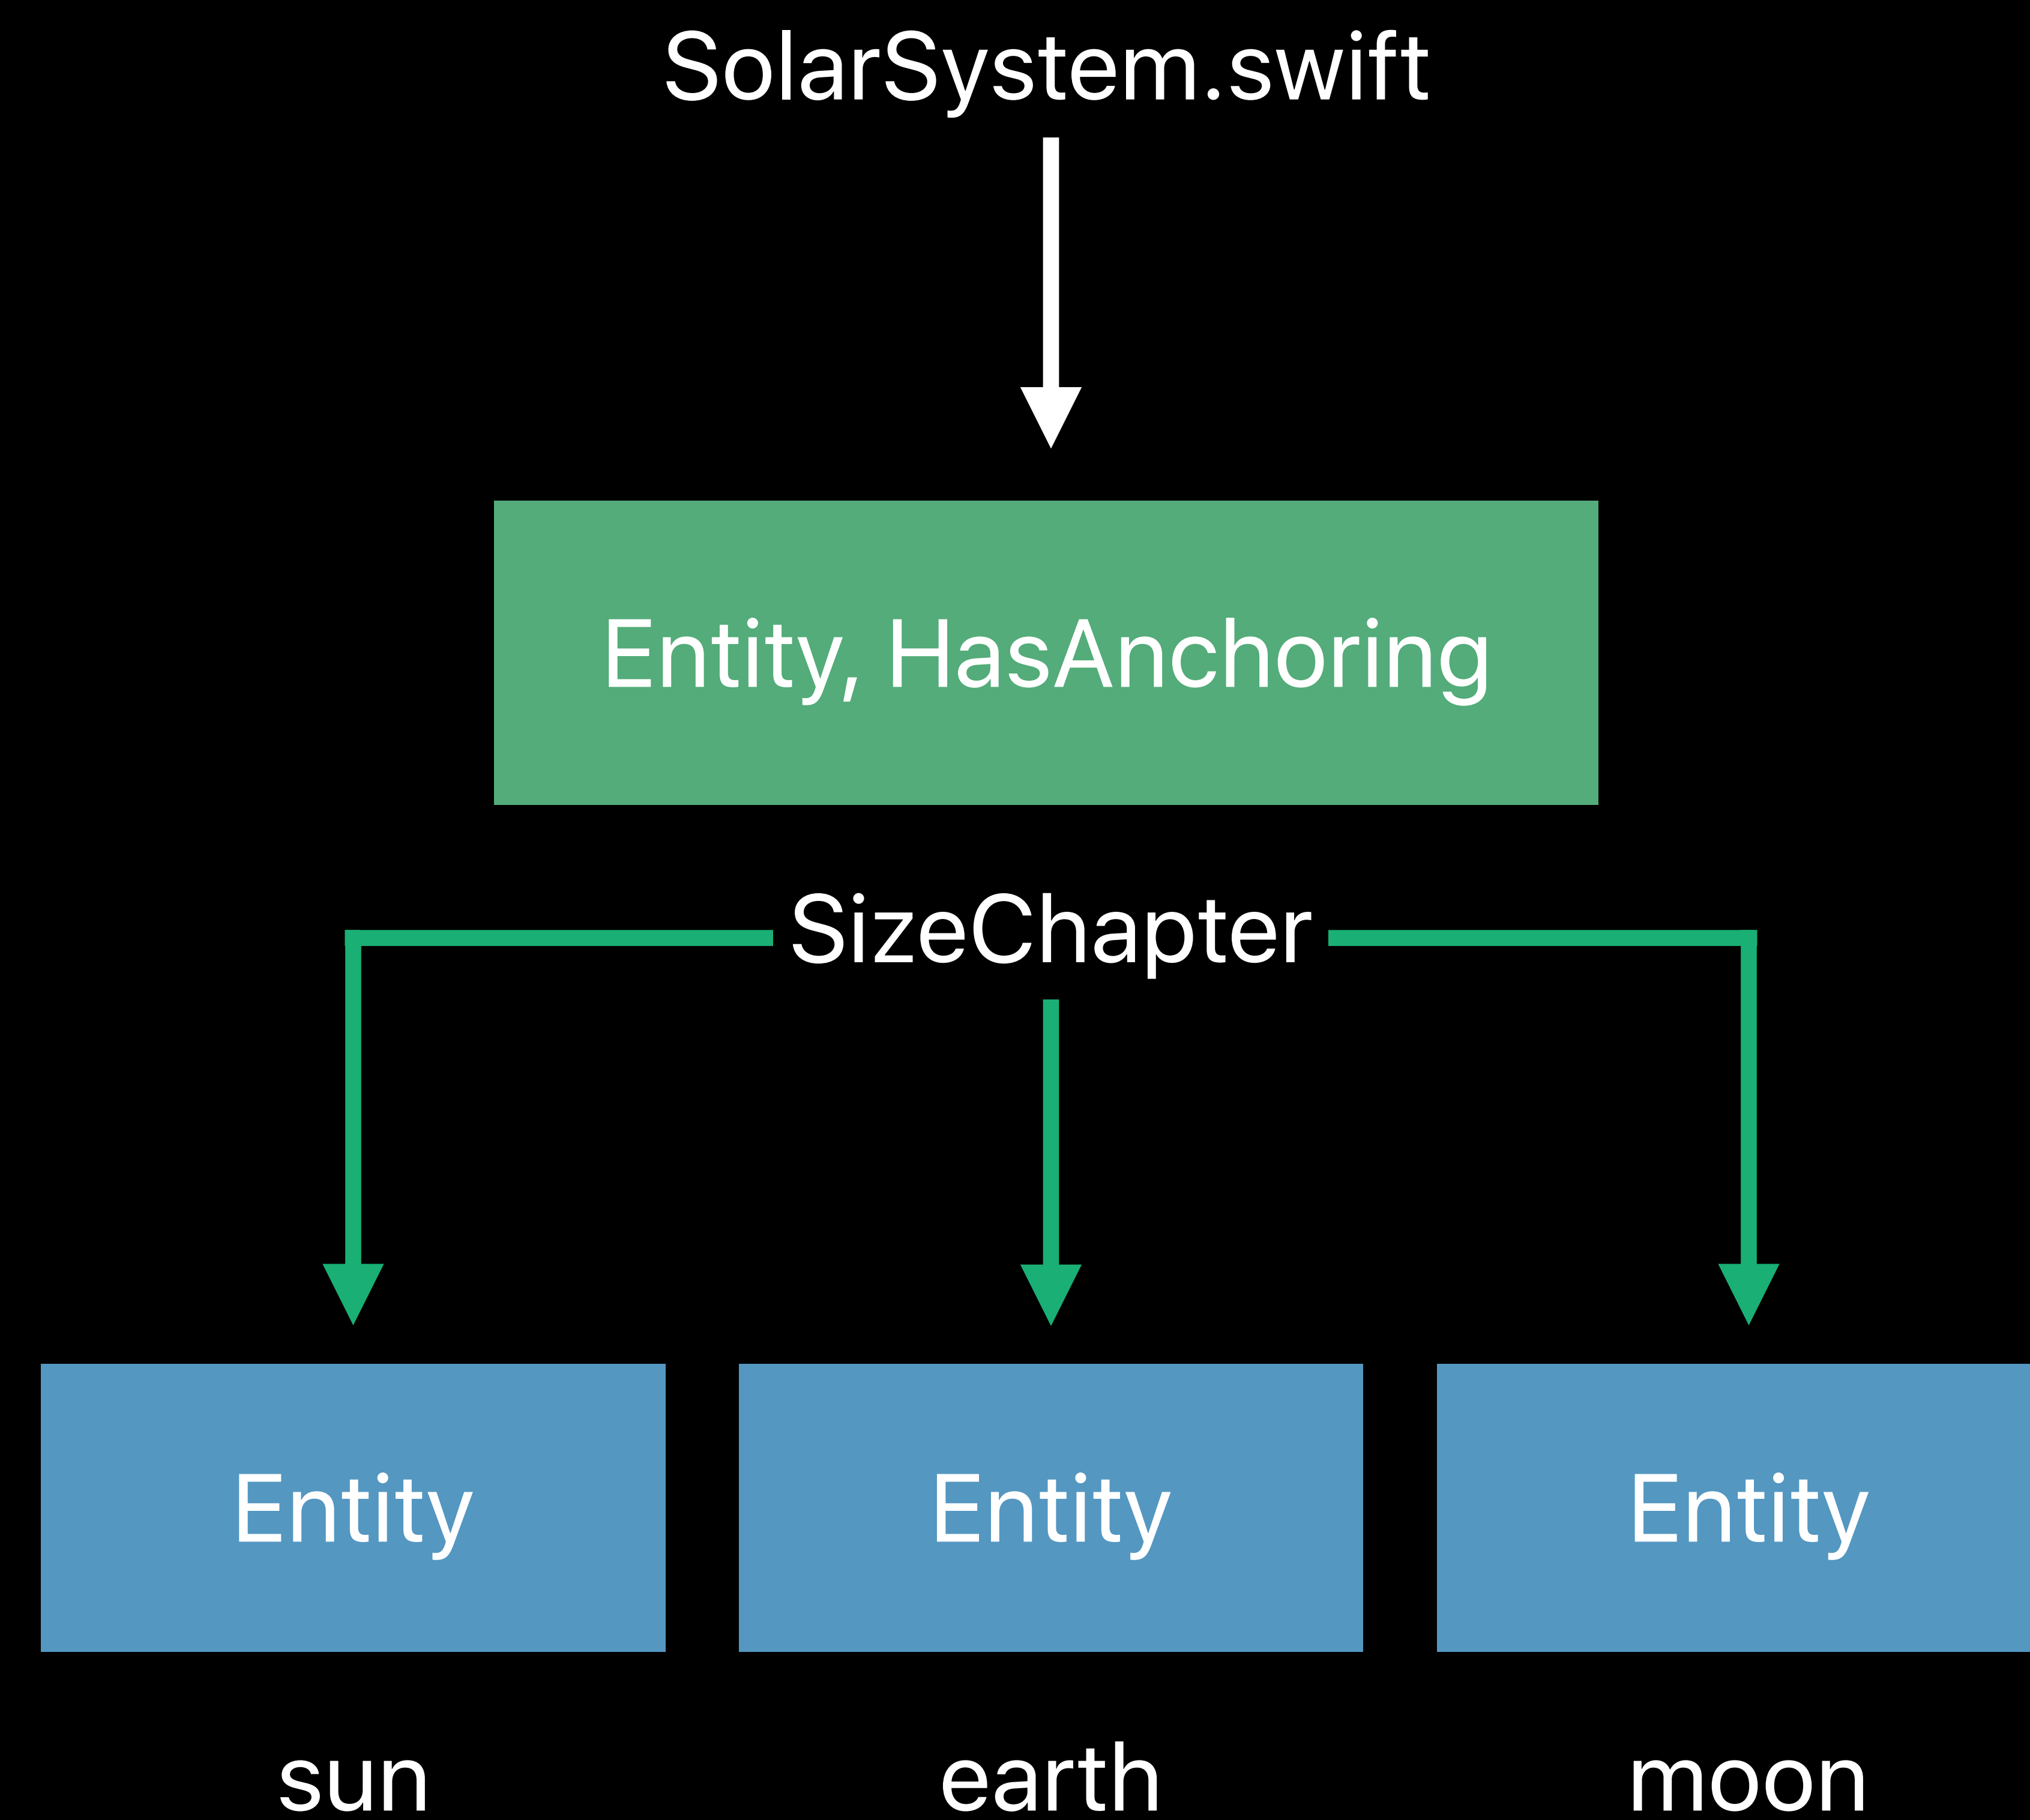 SolarSystem.swift
Entity, HasAnchoring
SizeChapter
Entity Entity Entity
sun earth moon